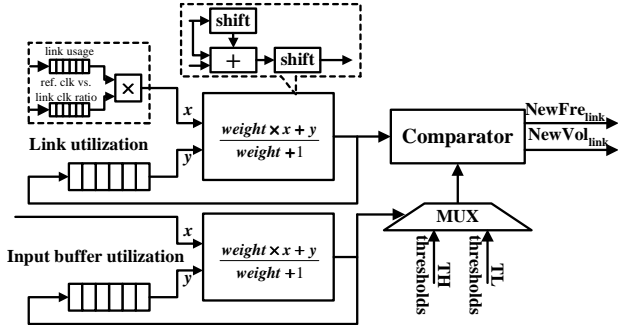 shift
+
shift
link usage
ref. clk vs.
link clk ratio
×
x
Link utilization
y
weight × x + y
weight + 1
Comparator
NewFre_link
NewVol_link
MUX
x
Input buffer utilization
y
weight × x + y
weight + 1
TH
thresholds
TL
thresholds